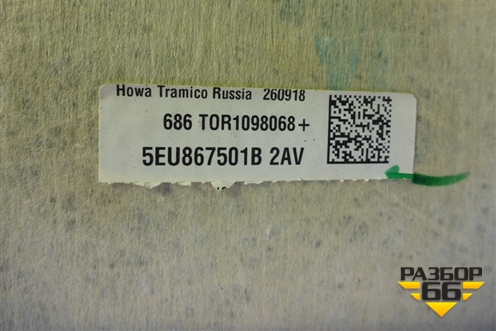 Howa Tramico Russia 260918
686 TOR1098068+
5EU867501B 2AV
РАЗБОР
66